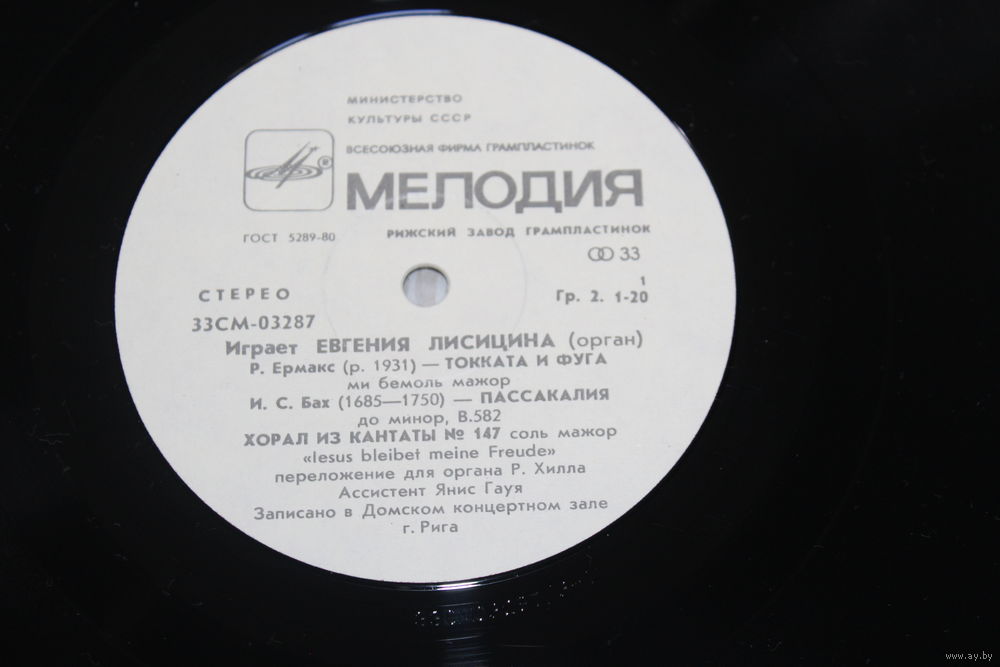 МИНИСТЕРСТВО
КУЛЬТУРЫ СССР
ВСЕСОЮЗНАЯ ФИРМА ГРАМПЛАСТИНОК
®
МЕЛОДИЯ
ГОСТ 5289-80
РИЖСКИЙ ЗАВОД ГРАМПЛАСТИНОК
33
СТЕРЕО
1
Гр. 2. 1-20
33СМ-03287
Играет ЕВГЕНИЯ ЛИСИЦИНА (орган)
Р. Ермакс (р. 1931) — ТОККАТА И ФУГА
ми бемоль мажор
И. С. Бах (1685—1750) — ПАССАКАЛИЯ
до минор, В.582
ХОРАЛ ИЗ КАНТАТЫ № 147 соль мажор
«Iesus bleibet meine Freude»
переложение для органа Р. Хилла
Ассистент Янис Гауя
Записано в Домском концертном зале
г. Рига
www.ay.by